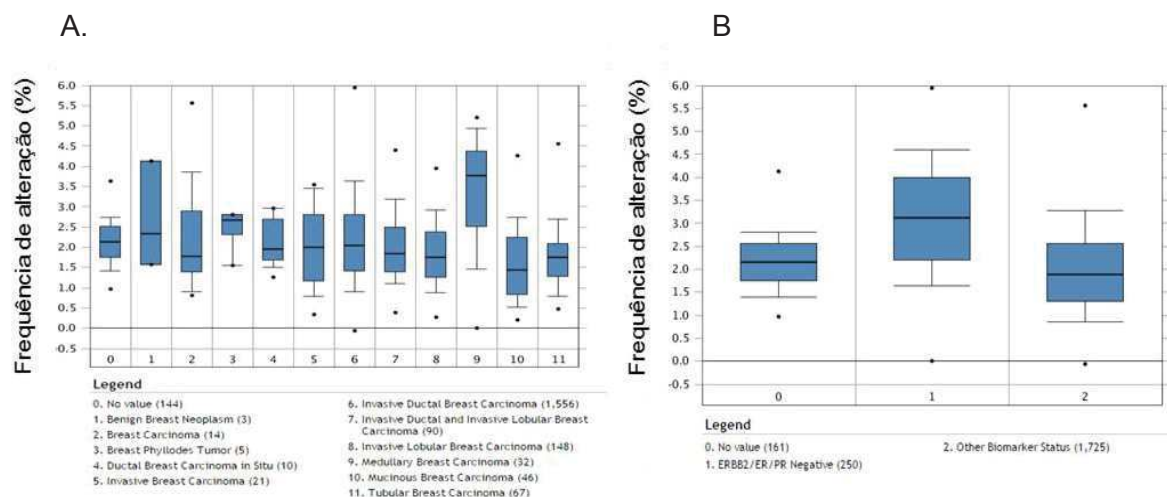 A.
B
Frequência de alteração (%)
6.0
5.5
5.0
4.5
4.0
3.5
3.0
2.5
2.0
1.5
1.0
0.5
0.0
-0.5
0 1 2 3 4 5 6 7 8 9 10 11
Legend
0. No value (144)
1. Benign Breast Neoplasm (3)
2. Breast Carcinoma (14)
3. Breast Phyllodes Tumor (5)
4. Ductal Breast Carcinoma in Situ (10)
5. Invasive Breast Carcinoma (21)
6. Invasive Ductal Breast Carcinoma (1,556)
7. Invasive Ductal and Invasive Lobular Breast
Carcinoma (90)
8. Invasive Lobular Breast Carcinoma (148)
9. Medullary Breast Carcinoma (32)
10. Mucinous Breast Carcinoma (46)
11. Tubular Breast Carcinoma (67)
Frequência de alteração (%)
6.0
5.5
5.0
4.5
4.0
3.5
3.0
2.5
2.0
1.5
1.0
0.5
0.0
-0.5
0 1 2
Legend
0. No value (161)
1. ERBB2/ER/PR Negative (250)
2. Other Biomarker Status (1,725)